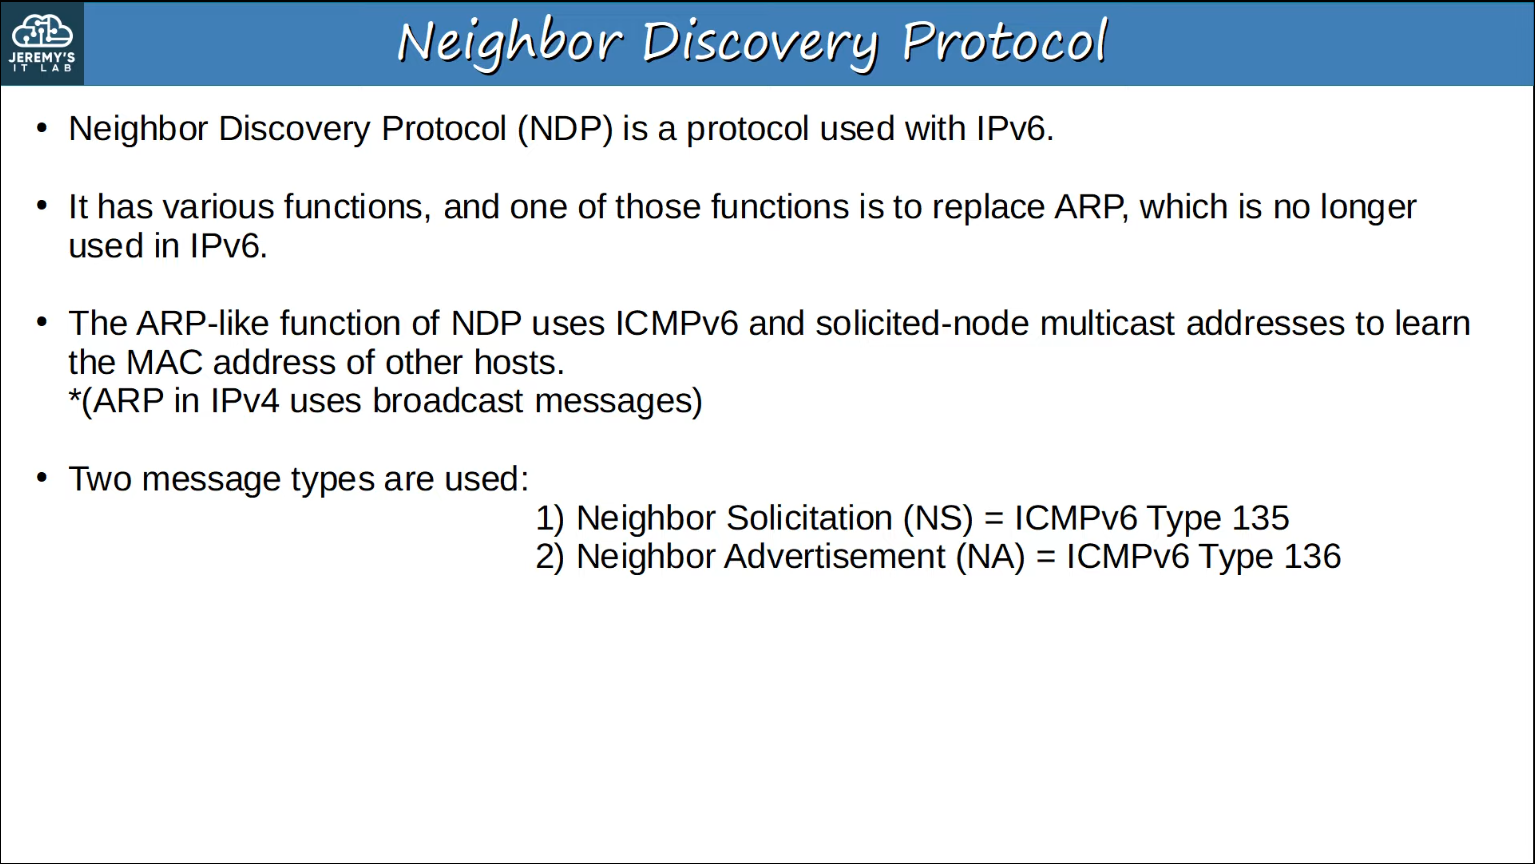 JEREMY'S
IT LAB
Neighbor Discovery Protocol
• Neighbor Discovery Protocol (NDP) is a protocol used with IPv6.
• It has various functions, and one of those functions is to replace ARP, which is no longer
used in IPv6.
• The ARP-like function of NDP uses ICMPv6 and solicited-node multicast addresses to learn
the MAC address of other hosts.
*(ARP in IPv4 uses broadcast messages)
• Two message types are used:
1) Neighbor Solicitation (NS) = ICMPv6 Type 135
2) Neighbor Advertisement (NA) = ICMPv6 Type 136